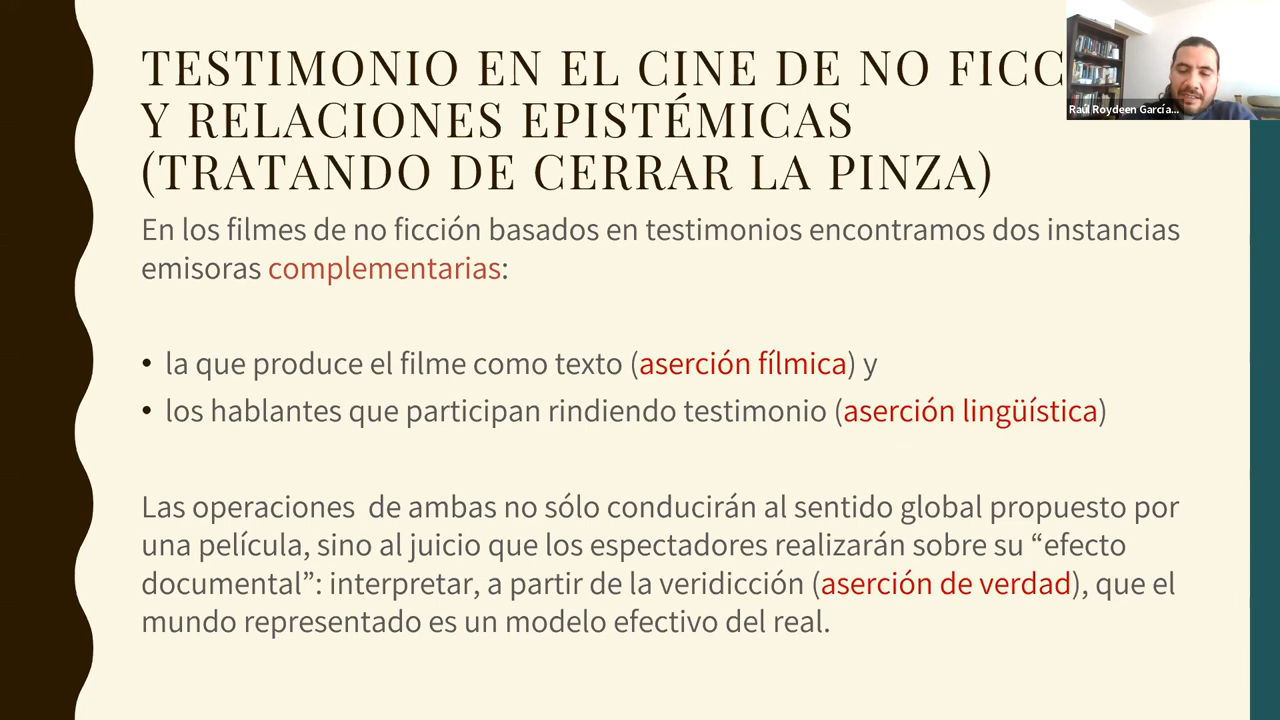 TESTIMONIO EN EL CINE DE NO FICC
Y RELACIONES EPISTÉMICAS
(TRATANDO DE CERRAR LA PINZA)
Raúl Roydeen García...
En los filmes de no ficción basados en testimonios encontramos dos instancias
emisoras complementarias:
• la que produce el filme como texto (aserción fílmica) y
• los hablantes que participan rindiendo testimonio (aserción lingüística)
Las operaciones de ambas no sólo conducirán al sentido global propuesto por
una película, sino al juicio que los espectadores realizarán sobre su “efecto
documental”: interpretar, a partir de la veridicción (aserción de verdad), que el
mundo representado es un modelo efectivo del real.